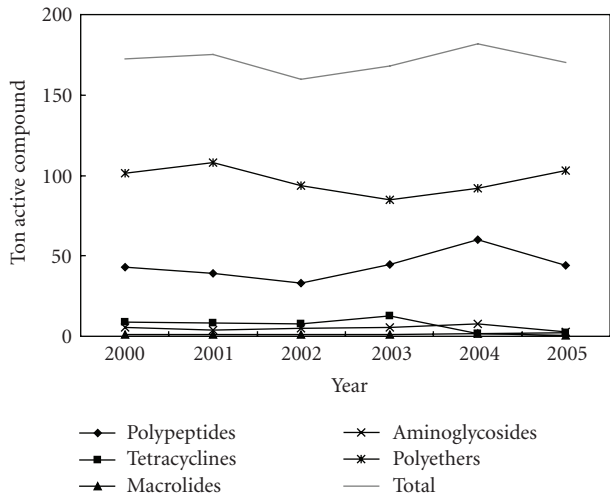 200
150
100
50
0
Ton active compound
2000 2001 2002 2003 2004 2005
Year
Polypeptides
Tetracyclines
Macrolides
Aminoglycosides
Polyethers
Total